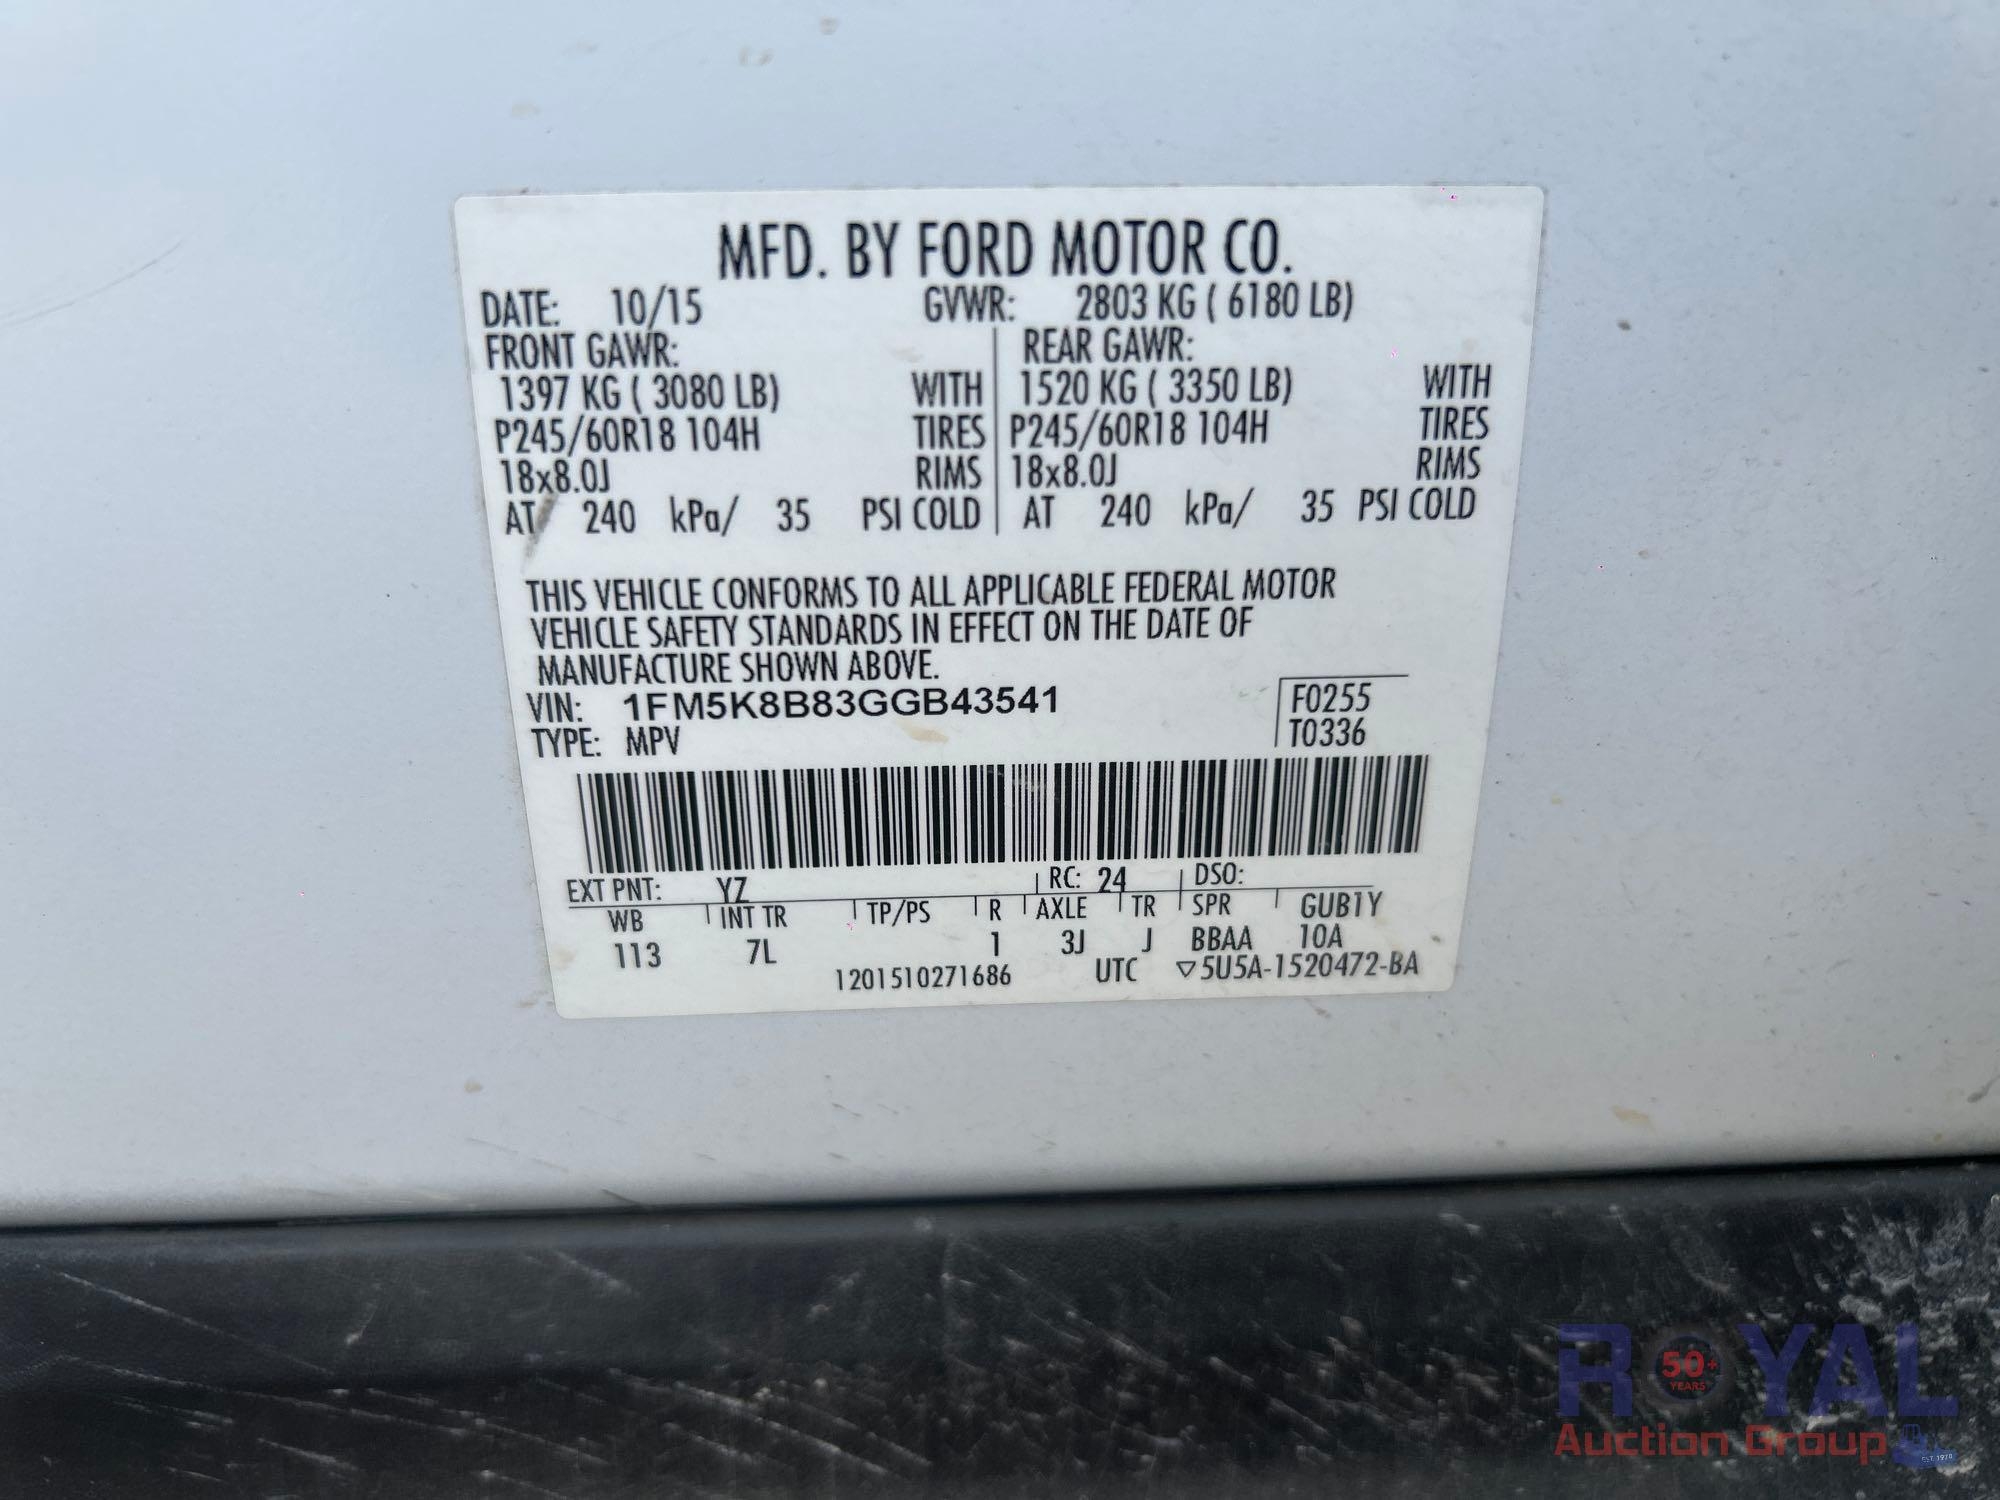 MFD. BY FORD MOTOR CO.
DATE: 10/15 GVWR: 2803 KG ( 6180 LB)
FRONT GAWR: REAR GAWR:
1397 KG ( 3080 LB) WITH 1520 KG ( 3350 LB) WITH
P245/60R18 104H TIRES P245/60R18 104H TIRES
18x8.0J RIMS 18x8.0J RIMS
AT 240 kPa/ 35 PSI COLD AT 240 kPa/ 35 PSI COLD
THIS VEHICLE CONFORMS TO ALL APPLICABLE FEDERAL MOTOR
VEHICLE SAFETY STANDARDS IN EFFECT ON THE DATE OF
MANUFACTURE SHOWN ABOVE.
VIN: 1FM5K8B83GGB43541 F0255
TYPE: MPV T0336
EXT PNT: YZ RC: 24 DSO:
WB INT TR TP/PS R AXLE TR SPR GUB1Y
113 7L 1 3J J BBAA 10A
1201510271686 UTC ▽5U5A-1520472-BA
ROYAL
50+
YEARS
Auction Group
EST. 1970